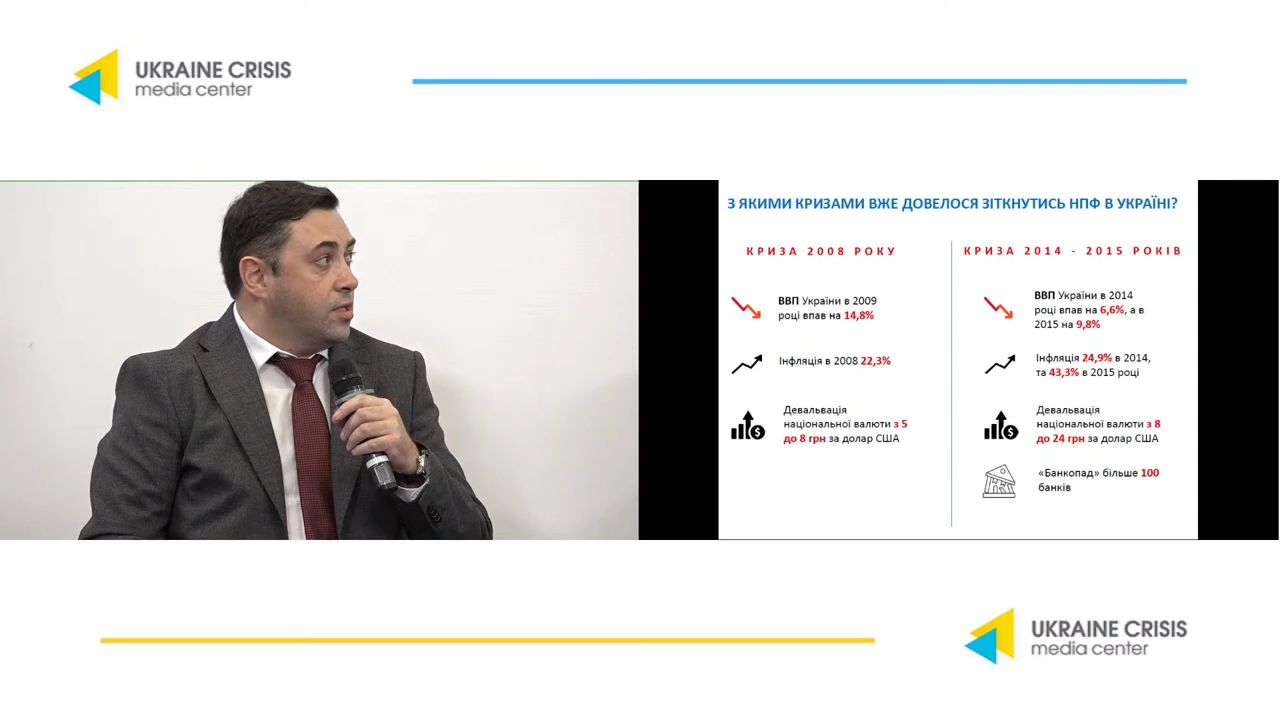 UKRAINE CRISIS
media center
З ЯКИМИ КРИЗАМИ ВЖЕ ДОВЕЛОСЯ ЗІТКНУТИСЬ НПФ В УКРАЇНІ?
КРИЗА 2008 РОКУ
ВВП України в 2009
році впав на 14,8%
Інфляція в 2008 22,3%
Девальвація
національної валюти з 5
до 8 грн за долар США
КРИЗА 2014 - 2015 РОКІВ
ВВП України в 2014
році впав на 6,6%, а в
2015 на 9,8%
Інфляція 24,9% в 2014,
та 43,3% в 2015 році
Девальвація
національної валюти з 8
до 24 грн за долар США
«Банкопад» більше 100
банків
UKRAINE CRISIS
media center